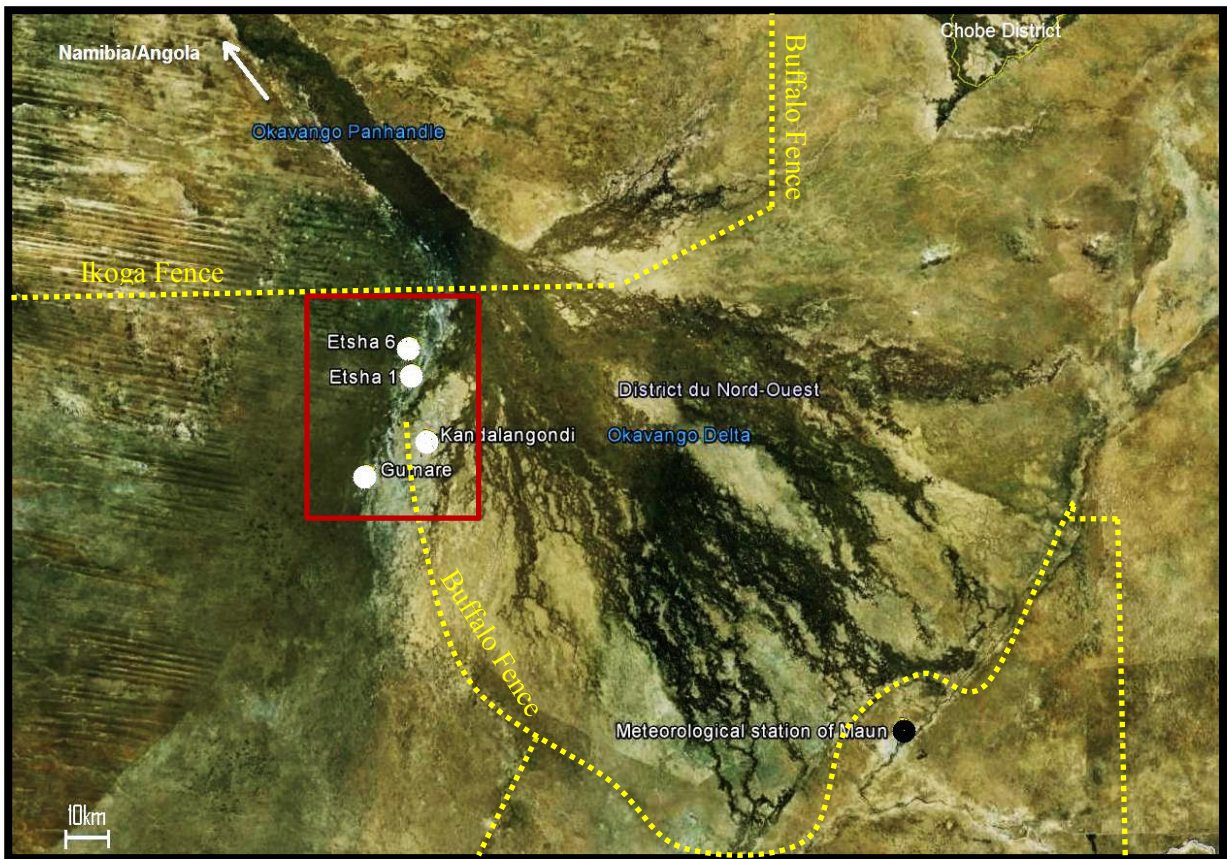 Chobe District
Namibia/Angola
Buffalo Fence
Okavango Panhandle
Ikoga Fence
Etsha 6
Etsha 1
District du Nord-Ouest
Kandalangondi
Okavango Delta
Gumare
Buffalo Fence
Meteorological station of Maun
10km